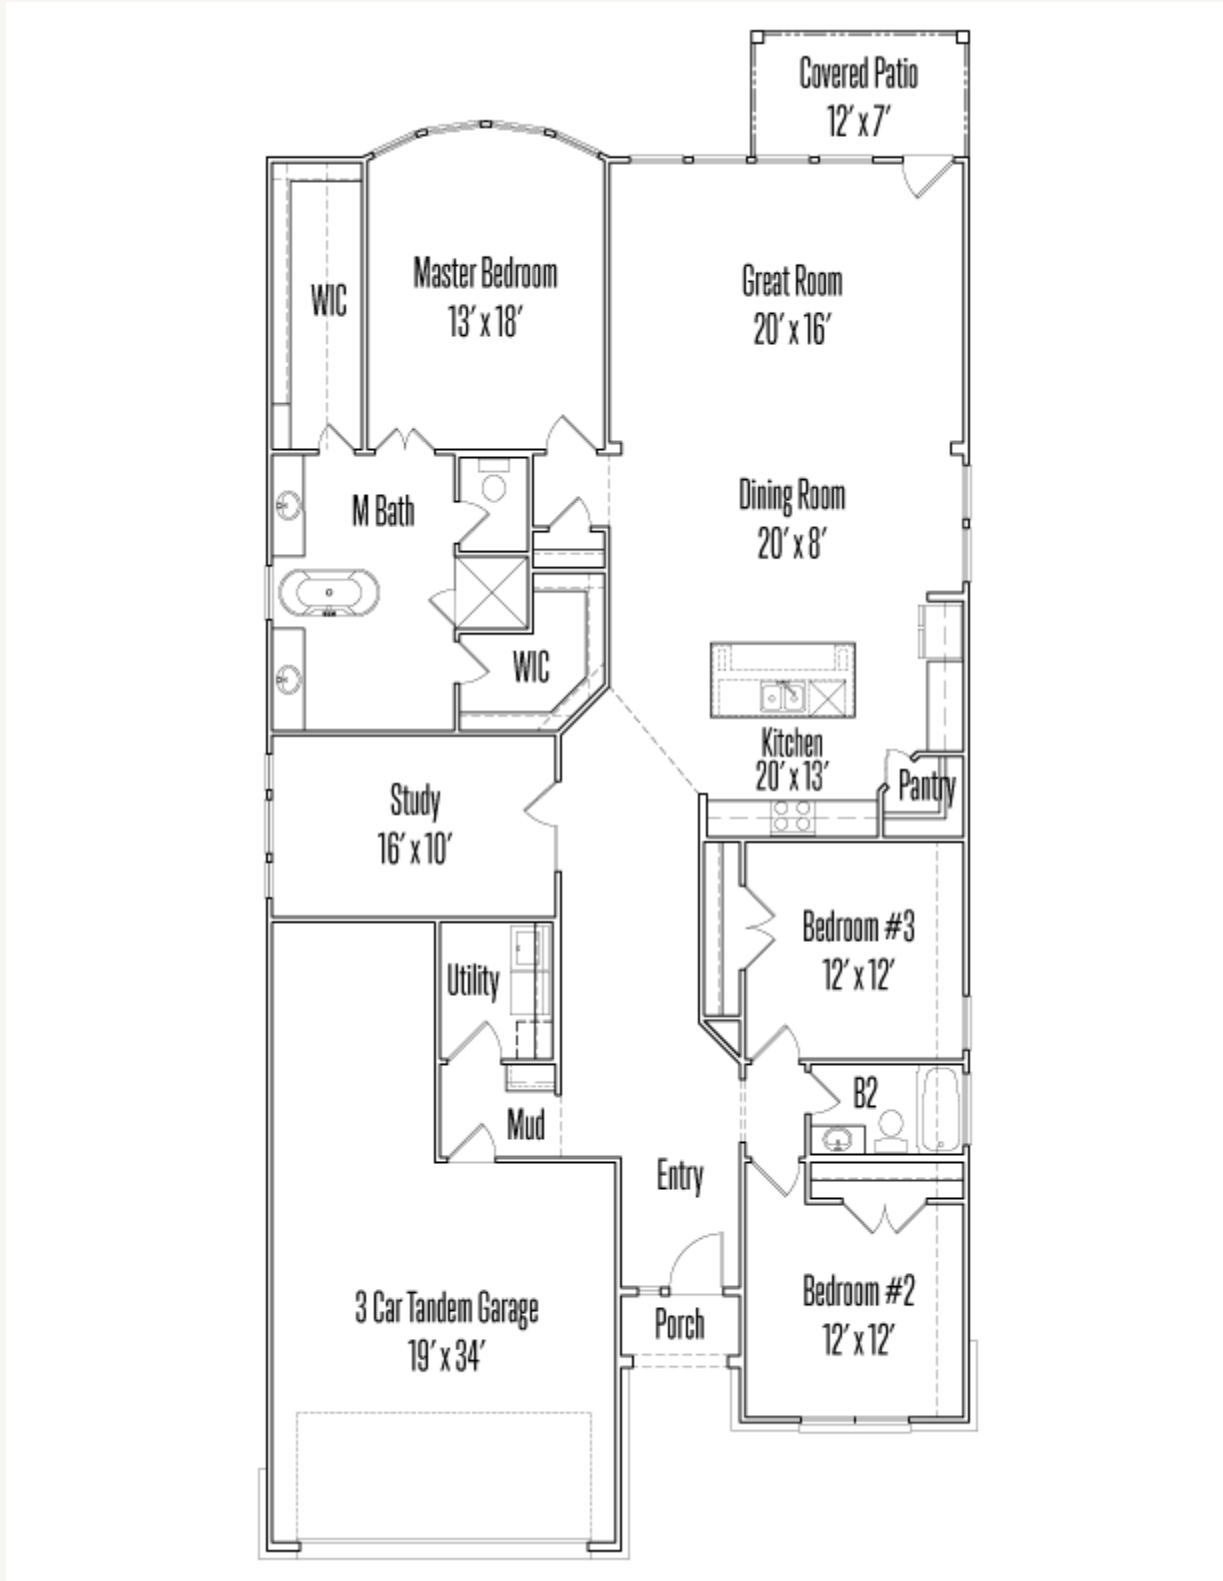 Covered Patio
12' x 7'
Master Bedroom
13' x 18'
WIC
Great Room
20' x 16'
M Bath
Dining Room
20' x 8'
WIC
Kitchen
20' x 13'
Pantry
Study
16' x 10'
Bedroom #3
12' x 12'
Utility
B2
Mud
Entry
Bedroom #2
12' x 12'
3 Car Tandem Garage
19' x 34'
Porch